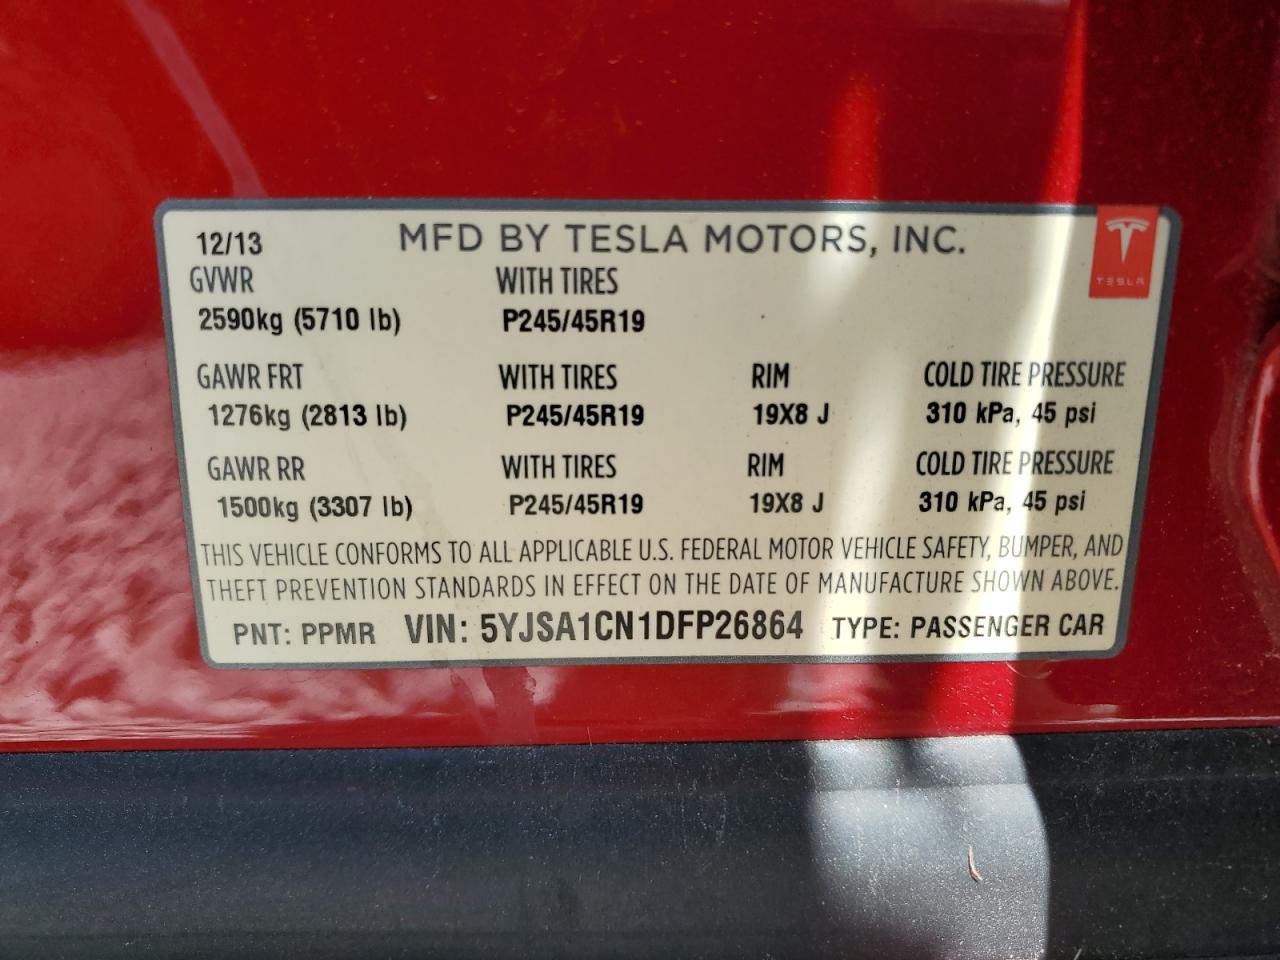 12/13 MFD BY TESLA MOTORS, INC.
TESLA
GVWR WITH TIRES
2590kg (5710 lb) P245/45R19
GAWR FRT WITH TIRES RIM COLD TIRE PRESSURE
1276kg (2813 lb) P245/45R19 19X8 J 310 kPa, 45 psi
GAWR RR WITH TIRES RIM COLD TIRE PRESSURE
1500kg (3307 lb) P245/45R19 19X8 J 310 kPa, 45 psi
THIS VEHICLE CONFORMS TO ALL APPLICABLE U.S. FEDERAL MOTOR VEHICLE SAFETY, BUMPER, AND
THEFT PREVENTION STANDARDS IN EFFECT ON THE DATE OF MANUFACTURE SHOWN ABOVE.
PNT: PPMR VIN: 5YJSA1CN1DFP26864 TYPE: PASSENGER CAR